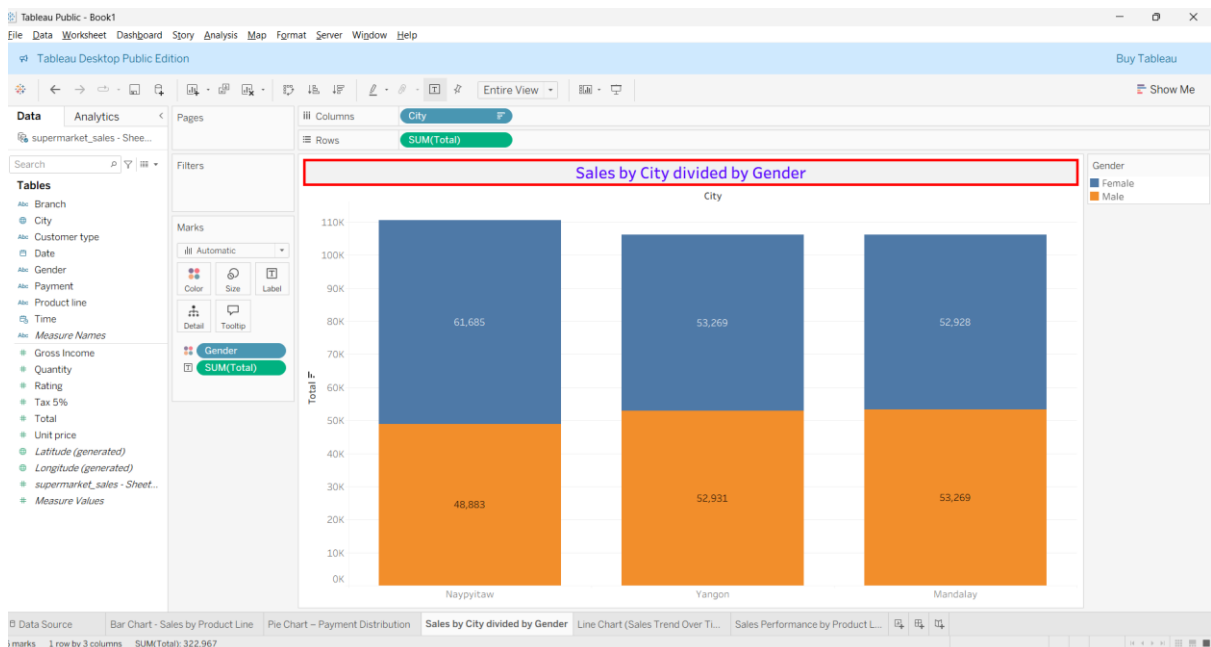 Tableau Public - Book1
File Data Worksheet Dashboard Story Analysis Map Format Server Window Help
Tableau Desktop Public Edition Buy Tableau
Entire View Show Me
Data Analytics
supermarket_sales - Shee...
Search
Tables
Abc Branch
City
Abc Customer type
Date
Abc Gender
Abc Payment
Abc Product line
Time
Abc Measure Names
Gross Income
Quantity
Rating
Tax 5%
Total
Unit price
Latitude (generated)
Longitude (generated)
supermarket_sales - Sheet...
Measure Values
Pages
Filters
Marks
Automatic
Color Size Label
Detail Tooltip
Gender
SUM(Total)
Columns City
Rows SUM(Total)
Sales by City divided by Gender
City
Total
110K
100K
90K
80K
70K
60K
50K
40K
30K
20K
10K
0K
61,685 53,269 52,928
48,883 52,931 53,269
Naypyitaw Yangon Mandalay
Gender
Female
Male
Data Source Bar Chart - Sales by Product Line Pie Chart – Payment Distribution Sales by City divided by Gender Line Chart (Sales Trend Over Ti... Sales Performance by Product L...
marks 1 row by 3 columns SUM(Total): 322,967